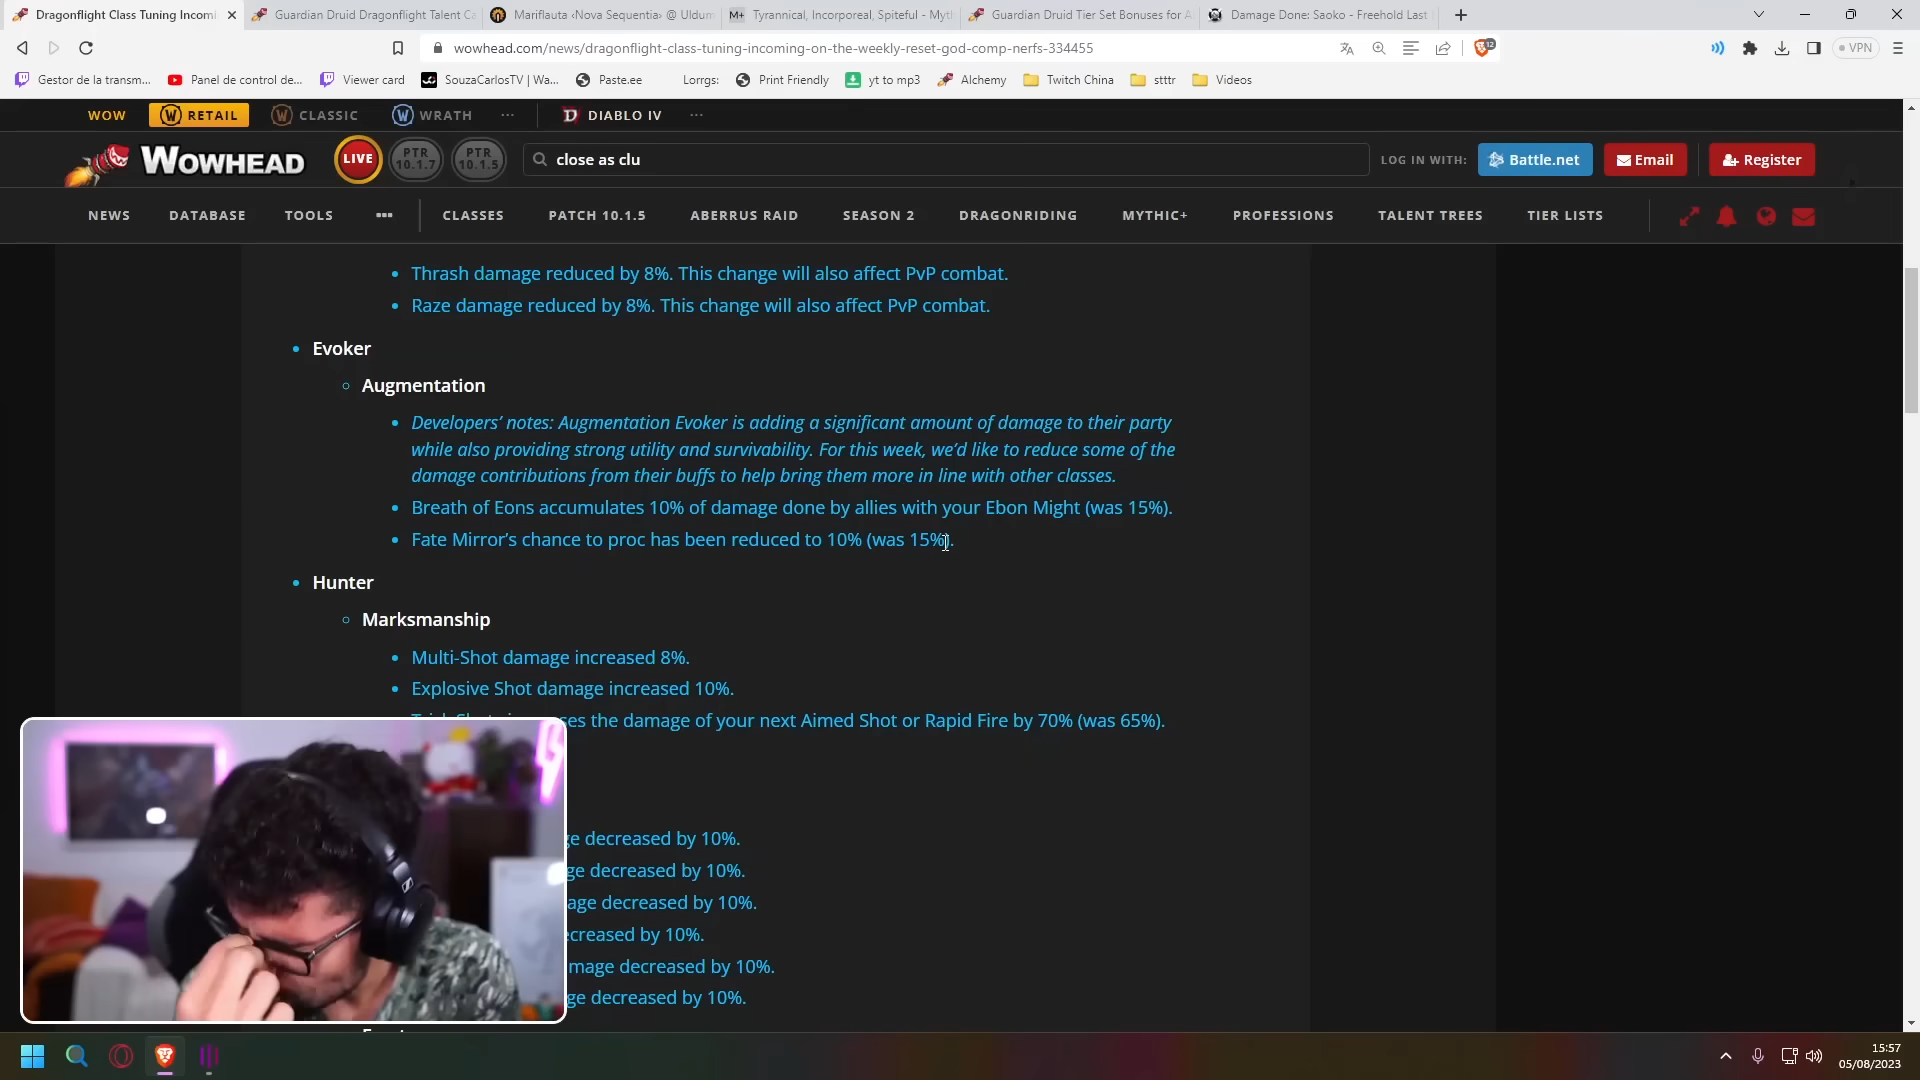 Dragonflight Class Tuning Incomi
Guardian Druid Dragonflight Talent Ca
Mariflauta ‹Nova Sequentia› @ Uldum
M+ Tyrannical, Incorporeal, Spiteful - Myt
Guardian Druid Tier Set Bonuses for A
Damage Done: Saoko - Freehold Last
wowhead.com/news/dragonflight-class-tuning-incoming-on-the-weekly-reset-god-comp-nerfs-334455
12
VPN
Gestor de la transm...
Panel de control de...
Viewer card
SouzaCarlosTV | Wa...
Paste.ee
Lorrgs:
Print Friendly
yt to mp3
Alchemy
Twitch China
stttr
Videos
WOW
RETAIL
CLASSIC
WRATH
...
DIABLO IV
...
WOWHEAD
LIVE
PTR 10.1.7
PTR 10.1.5
close as clu
LOG IN WITH:
Battle.net
Email
Register
NEWS
DATABASE
TOOLS
CLASSES
PATCH 10.1.5
ABERRUS RAID
SEASON 2
DRAGONRIDING
MYTHIC+
PROFESSIONS
TALENT TREES
TIER LISTS
Thrash damage reduced by 8%. This change will also affect PvP combat.
Raze damage reduced by 8%. This change will also affect PvP combat.
Evoker
Augmentation
Developers' notes: Augmentation Evoker is adding a significant amount of damage to their party
while also providing strong utility and survivability. For this week, we'd like to reduce some of the
damage contributions from their buffs to help bring them more in line with other classes.
Breath of Eons accumulates 10% of damage done by allies with your Ebon Might (was 15%).
Fate Mirror's chance to proc has been reduced to 10% (was 15%).
Hunter
Marksmanship
Multi-Shot damage increased 8%.
Explosive Shot damage increased 10%.
the damage of your next Aimed Shot or Rapid Fire by 70% (was 65%).
decreased by 10%.
decreased by 10%.
decreased by 10%.
decreased by 10%.
decreased by 10%.
decreased by 10%.
15:57
05/08/2023